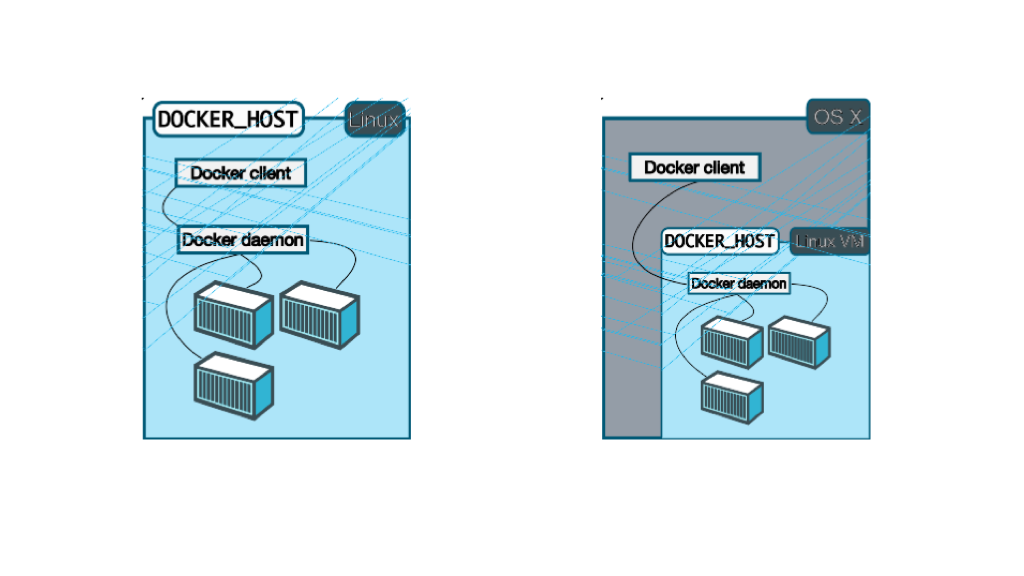 DOCKER_HOST
Linux
Docker client
Docker daemon
OS X
Docker client
DOCKER_HOST
Linux VM
Docker daemon